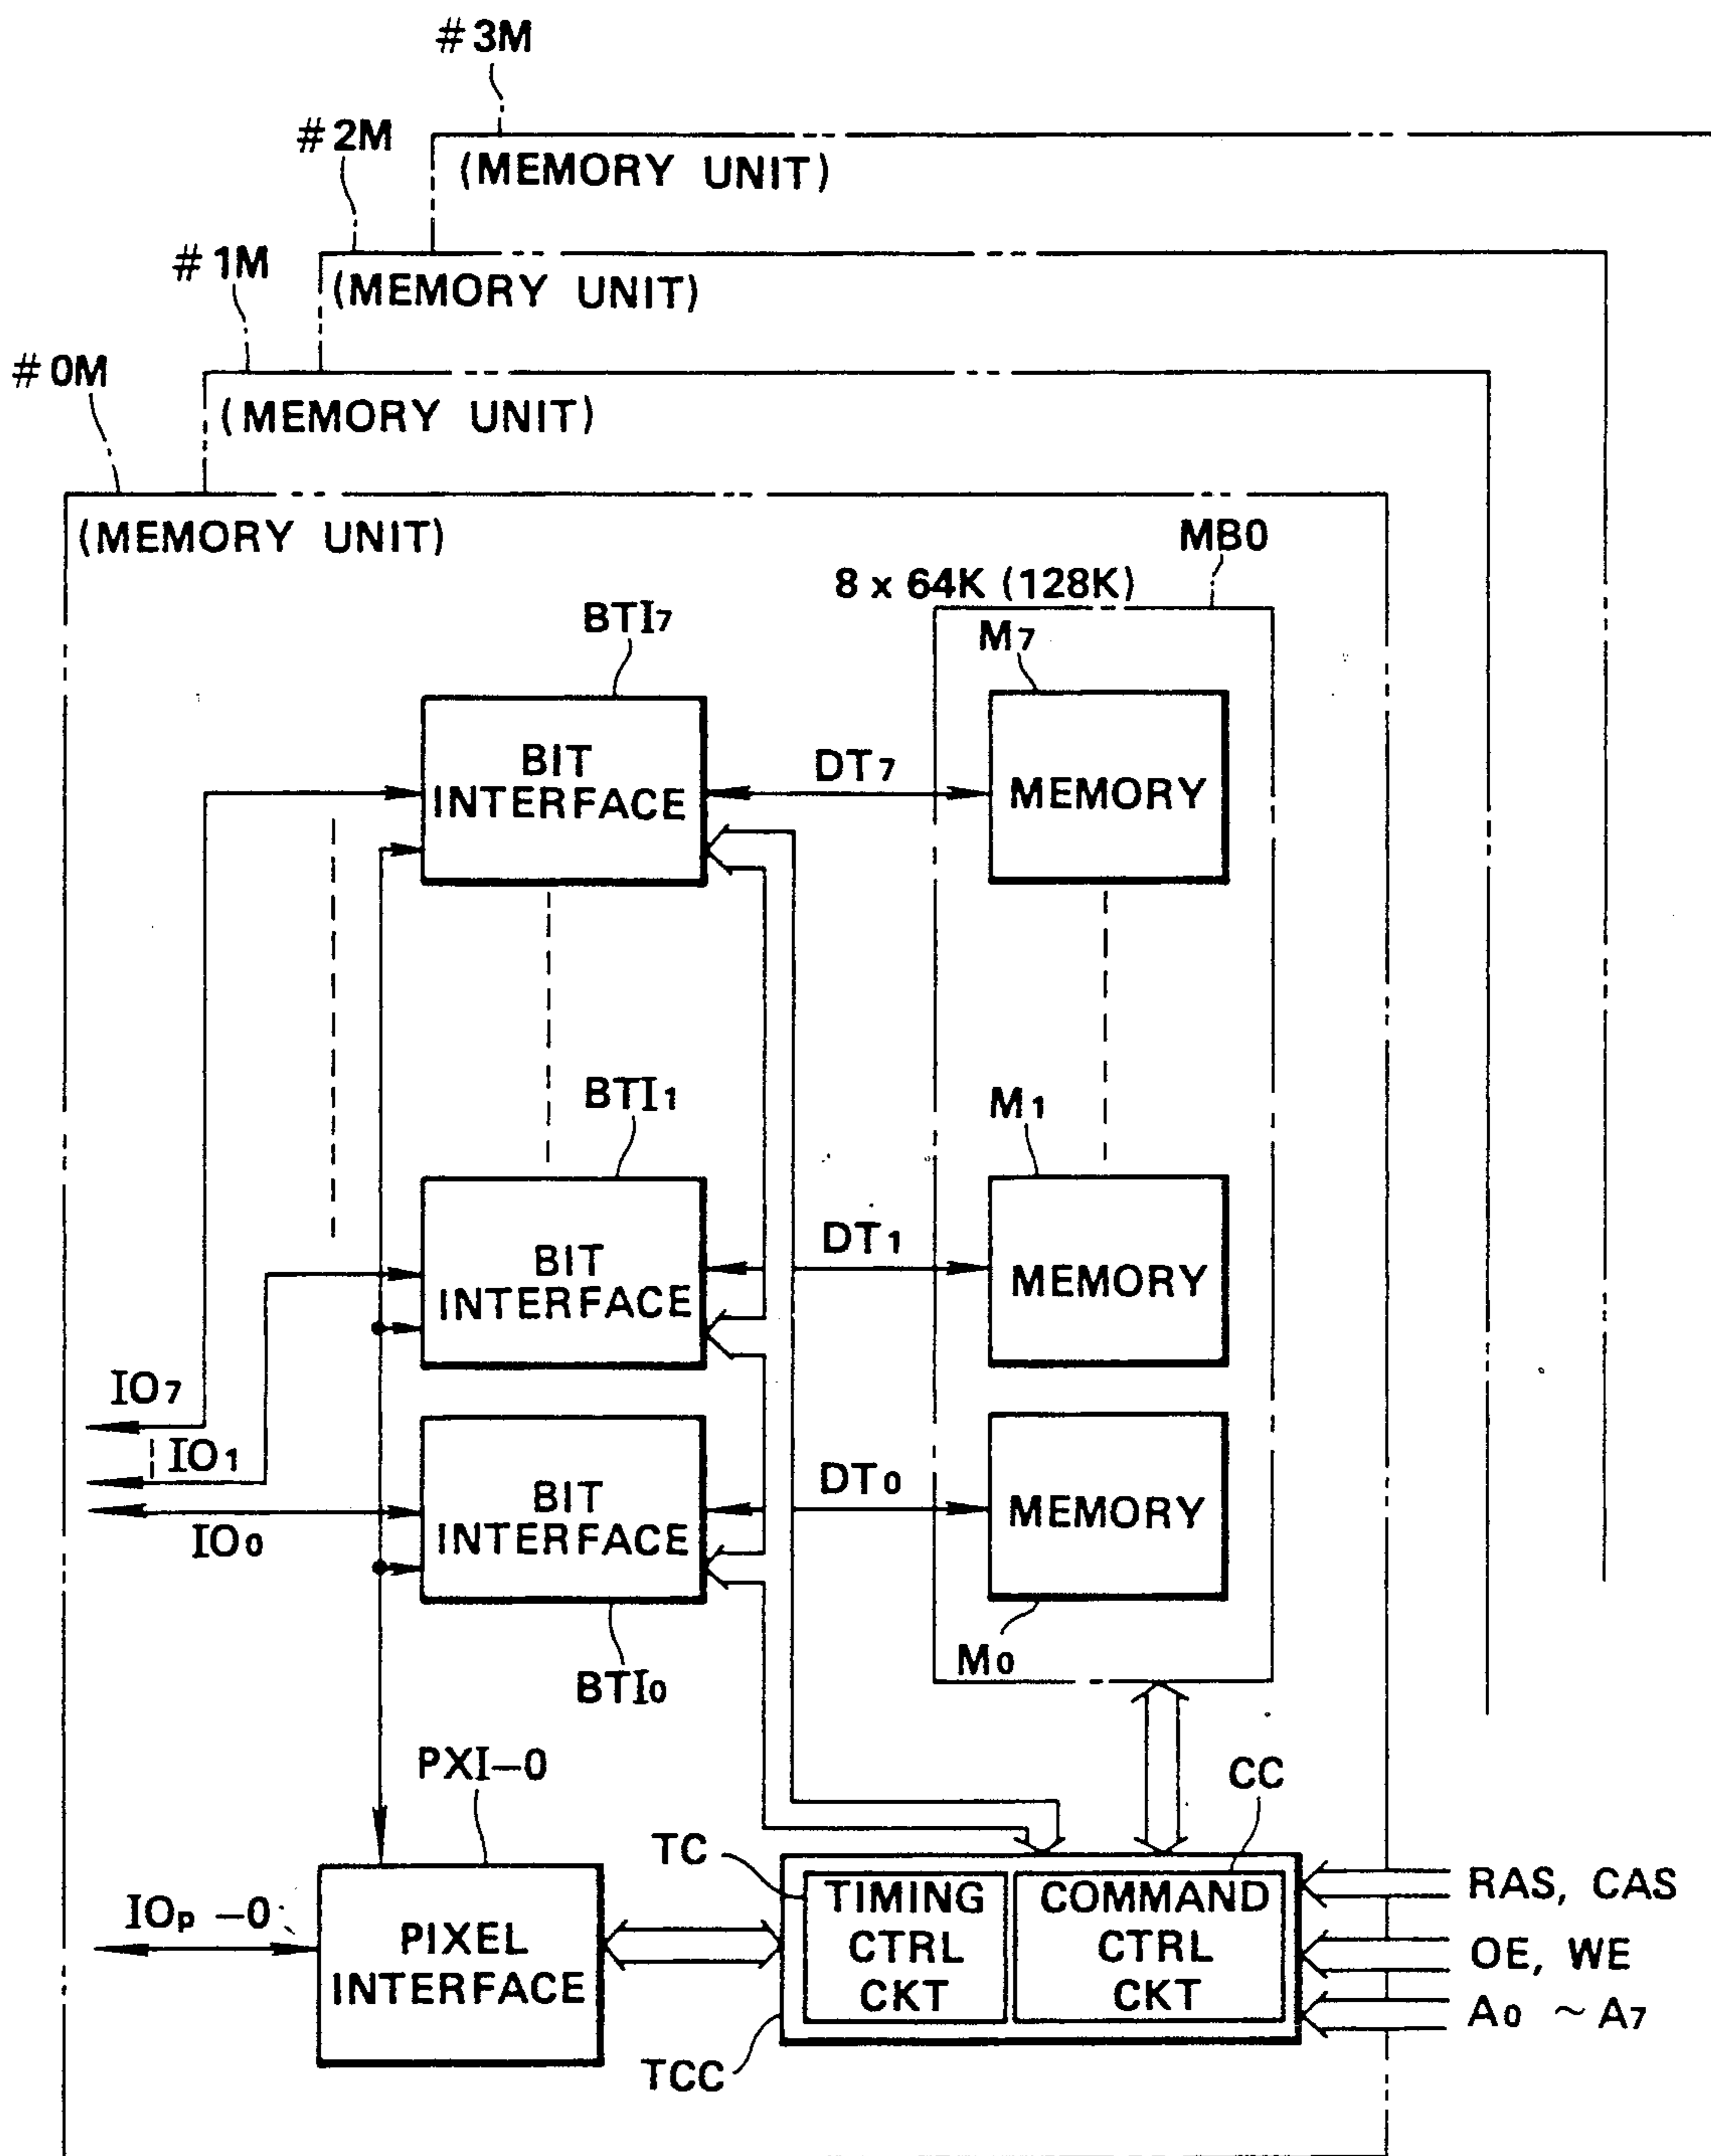 #3M
#2M
(MEMORY UNIT)
#1M
(MEMORY UNIT)
#0M
(MEMORY UNIT)
(MEMORY UNIT)
MB0
8 x 64K (128K)
BTI7
M7
BIT
INTERFACE
DT7
MEMORY
BTI1
M1
BIT
INTERFACE
DT1
MEMORY
IO7
IO1
IO0
BIT
INTERFACE
DT0
MEMORY
BTI0
M0
PXI-0
CC
TC
IOp-0
PIXEL
INTERFACE
TIMING
CTRL
CKT
COMMAND
CTRL
CKT
RAS, CAS
OE, WE
A0 ~ A7
TCC